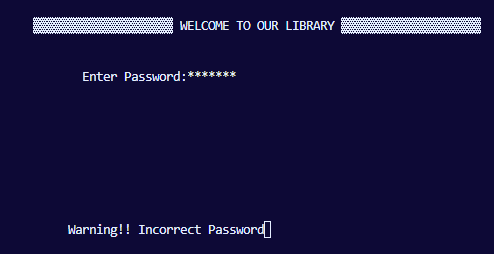 WELCOME TO OUR LIBRARY
Enter Password:*******
Warning!! Incorrect Password